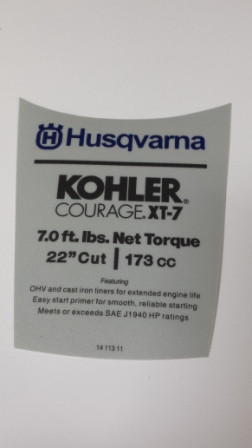 Husqvarna
KOHLER®
COURAGE® XT-7
7.0 ft. lbs. Net Torque
22" Cut | 173 cc
Featuring
OHV and cast iron liners for extended engine life
Easy start primer for smooth, reliable starting
Meets or exceeds SAE J1940 HP ratings
14 113 11